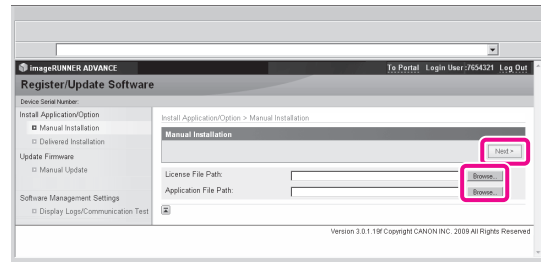 imageRUNNER ADVANCE
To Portal Login User:7654321 Log Out
Register/Update Software
Device Serial Number:
Install Application/Option
Manual Installation
Delivered Installation
Update Firmware
Manual Update
Software Management Settings
Display Logs/Communication Test
Install Application/Option > Manual Installation
Manual Installation
Next >
License File Path:
Browse...
Application File Path:
Browse...
Version 3.0.1.19f Copyright CANON INC. 2009 All Rights Reserved